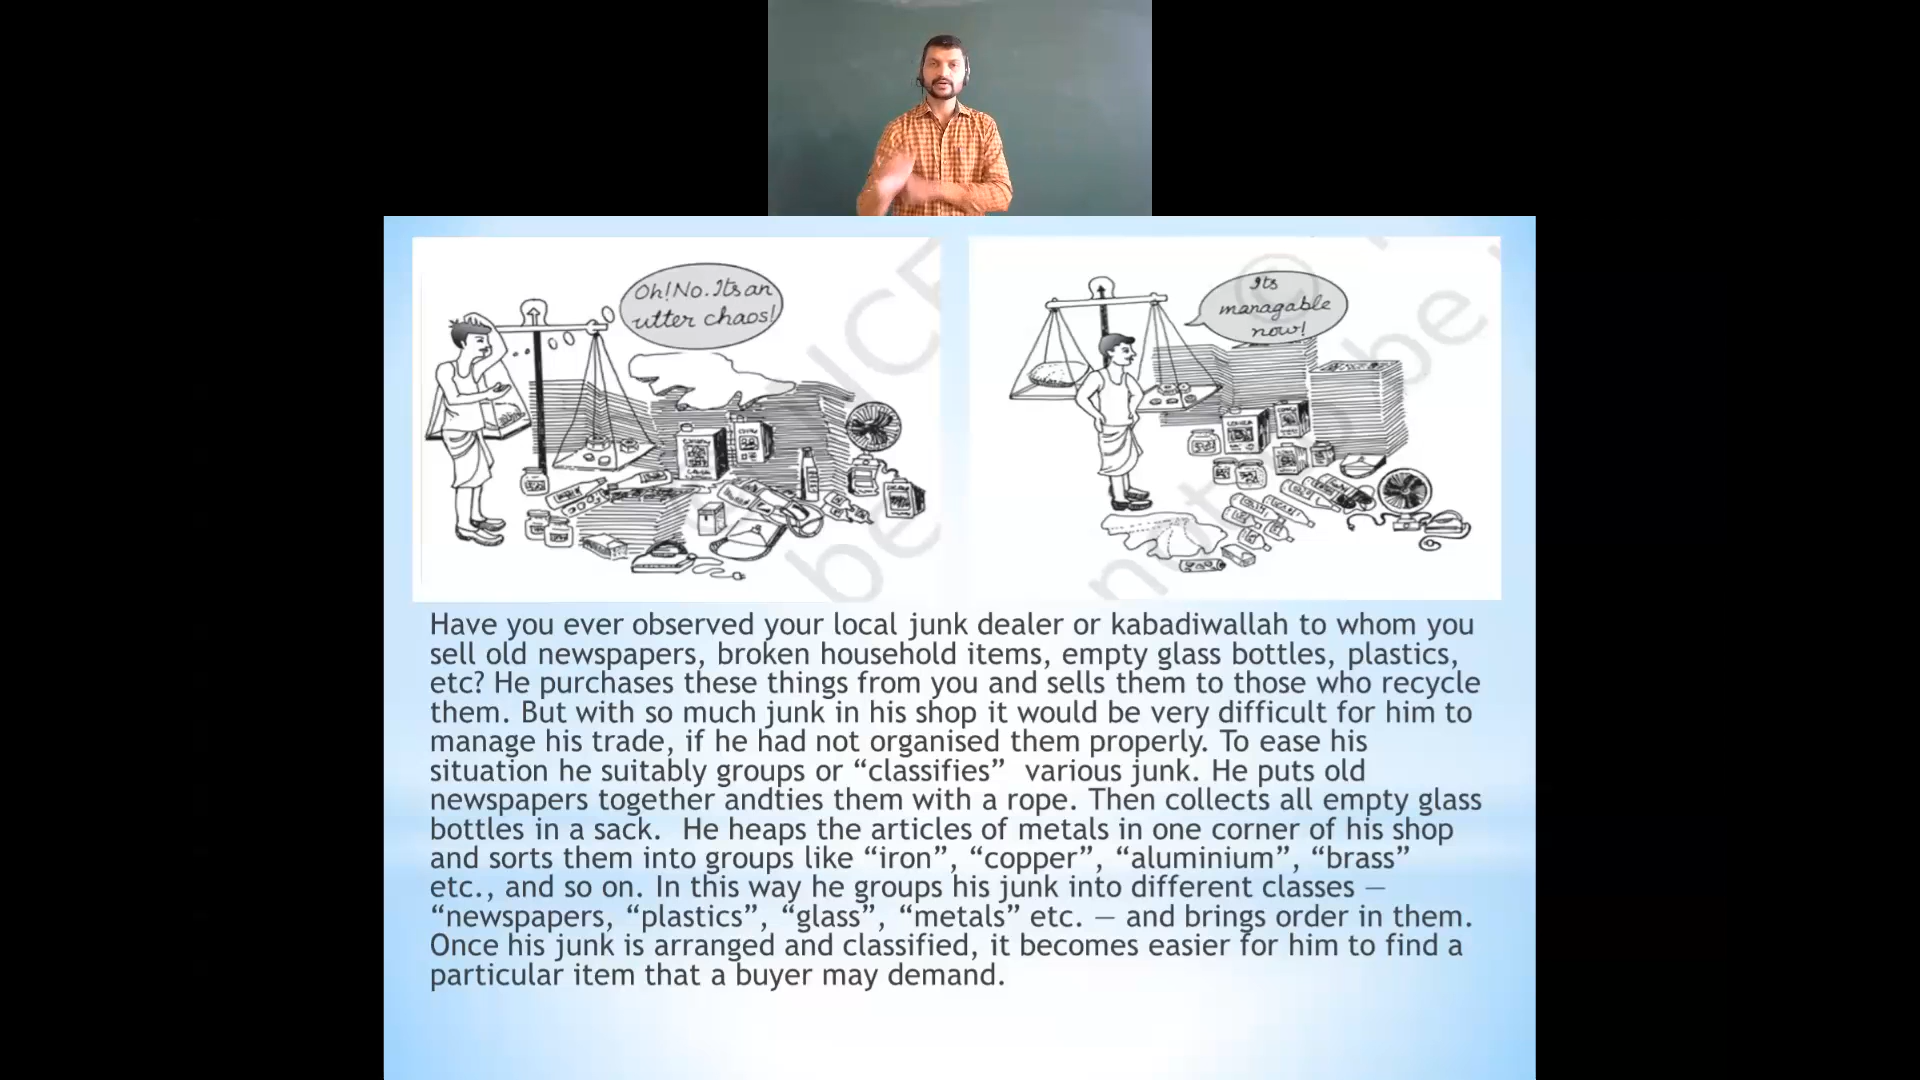 Oh!No.Its an
utter chaos!
Its
managable
now!
Have you ever observed your local junk dealer or kabadiwallah to whom you
sell old newspapers, broken household items, empty glass bottles, plastics,
etc? He purchases these things from you and sells them to those who recycle
them. But with so much junk in his shop it would be very difficult for him to
manage his trade, if he had not organised them properly. To ease his
situation he suitably groups or “classifies”  various junk. He puts old
newspapers together andties them with a rope. Then collects all empty glass
bottles in a sack.  He heaps the articles of metals in one corner of his shop
and sorts them into groups like “iron”, “copper”, “aluminium”, “brass”
etc., and so on. In this way he groups his junk into different classes —
“newspapers, “plastics”, “glass”, “metals” etc. — and brings order in them.
Once his junk is arranged and classified, it becomes easier for him to find a
particular item that a buyer may demand.